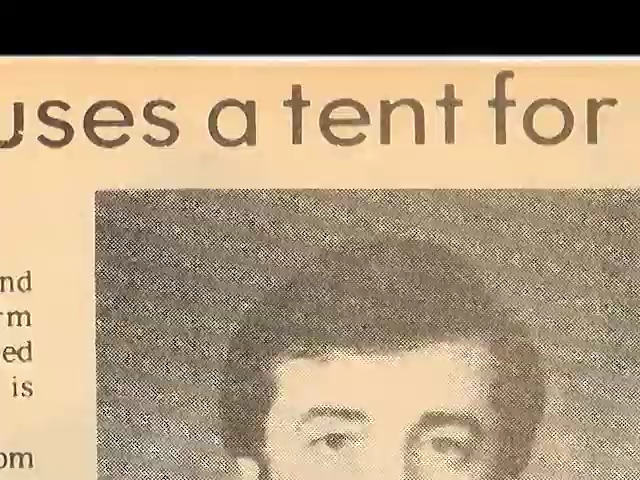 uses a tent for
nd
rm
ed
is
om